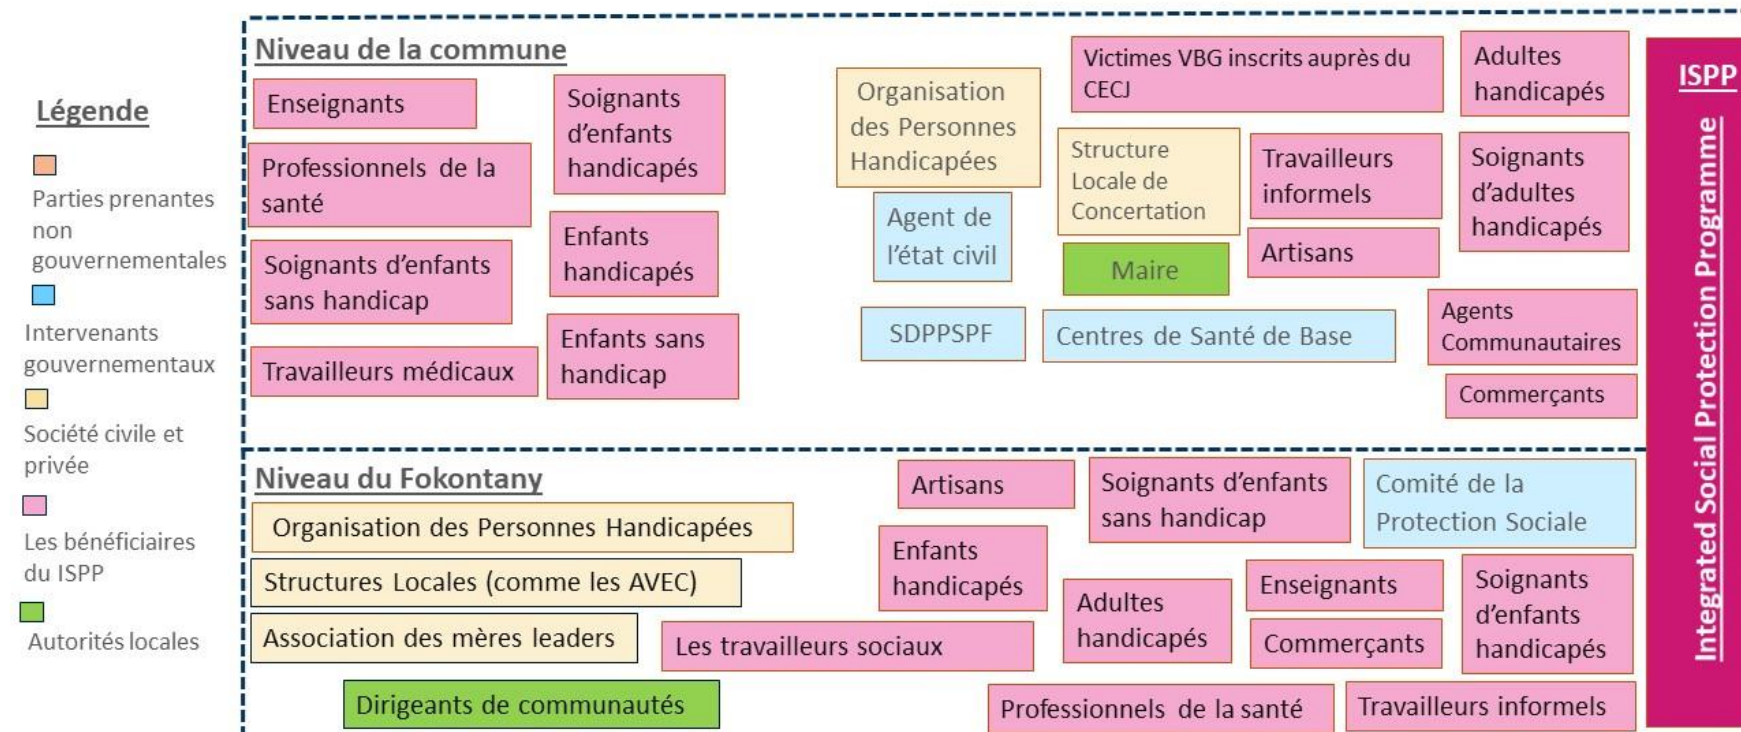 Légende
Parties prenantes
non
gouvernementales
Intervenants
gouvernementaux
Société civile et
privée
Les bénéficiaires
du ISPP
Autorités locales
Niveau de la commune
Enseignants
Professionnels de la
santé
Soignants d'enfants
sans handicap
Travailleurs médicaux
Soignants
d'enfants
handicapés
Enfants
handicapés
Enfants sans
handicap
Organisation
des Personnes
Handicapées
Agent de
l'état civil
SDPPSPF
Victimes VBG inscrits auprès du
CECJ
Structure
Locale de
Concertation
Maire
Centres de Santé de Base
Travailleurs
informels
Artisans
Adultes
handicapés
Soignants
d'adultes
handicapés
Agents
Communautaires
Commerçants
Niveau du Fokontany
Organisation des Personnes Handicapées
Structures Locales (comme les AVEC)
Association des mères leaders
Dirigeants de communautés
Les travailleurs sociaux
Artisans
Enfants
handicapés
Soignants d'enfants
sans handicap
Adultes
handicapés
Comité de la
Protection Sociale
Enseignants
Commerçants
Soignants
d'enfants
handicapés
Professionnels de la santé
Travailleurs informels
ISPP
Integrated Social Protection Programme